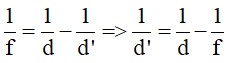 1/f = 1/d - 1/d' => 1/d' = 1/d - 1/f